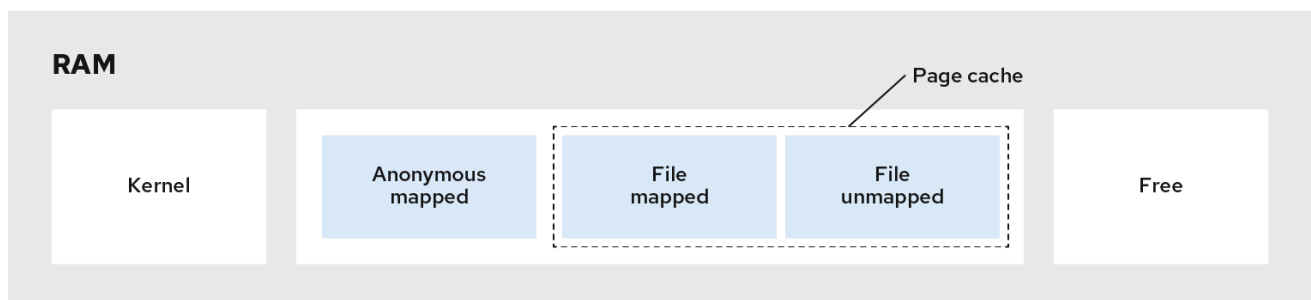 RAM
Page cache
Kernel
Anonymous
mapped
File
mapped
File
unmapped
Free